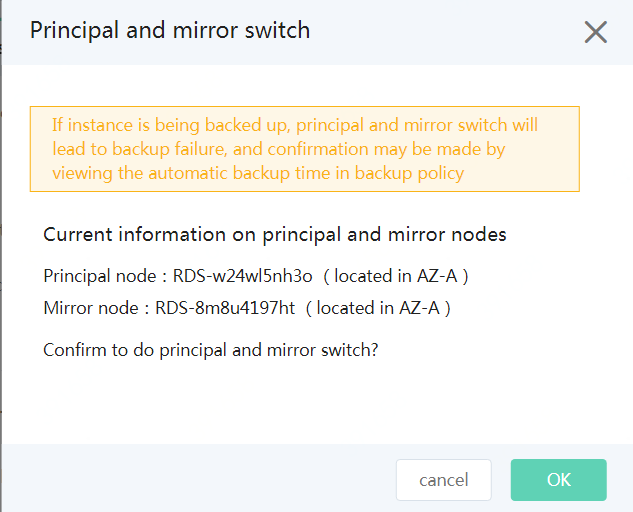 Principal and mirror switch
If instance is being backed up, principal and mirror switch will
lead to backup failure, and confirmation may be made by
viewing the automatic backup time in backup policy
Current information on principal and mirror nodes
Principal node：RDS-w24wl5nh3o （located in AZ-A）
Mirror node：RDS-8m8u4197ht （located in AZ-A）
Confirm to do principal and mirror switch?
cancel
OK